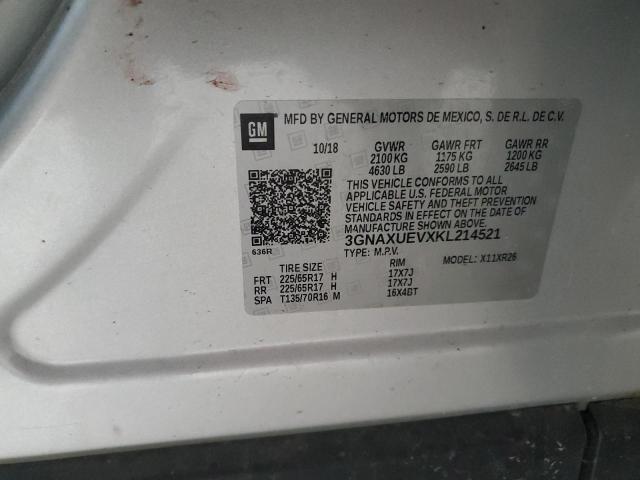 GM MFD BY GENERAL MOTORS DE MEXICO, S. DE R.L. DE C.V.
10/18 GVWR GAWR FRT GAWR RR
2100 KG 1175 KG 1200 KG
4630 LB 2590 LB 2645 LB
THIS VEHICLE CONFORMS TO ALL
APPLICABLE U.S. FEDERAL MOTOR
VEHICLE SAFETY AND THEFT PREVENTION
STANDARDS IN EFFECT ON THE DATE OF
MANUFACTURE SHOWN ABOVE.
3GNAXUEVXKL214521
636R TYPE: M.P.V. MODEL: X11XR26
TIRE SIZE RIM
FRT 225/65R17 H 17X7J
RR 225/65R17 H 17X7J
SPA T135/70R16 M 16X4BT